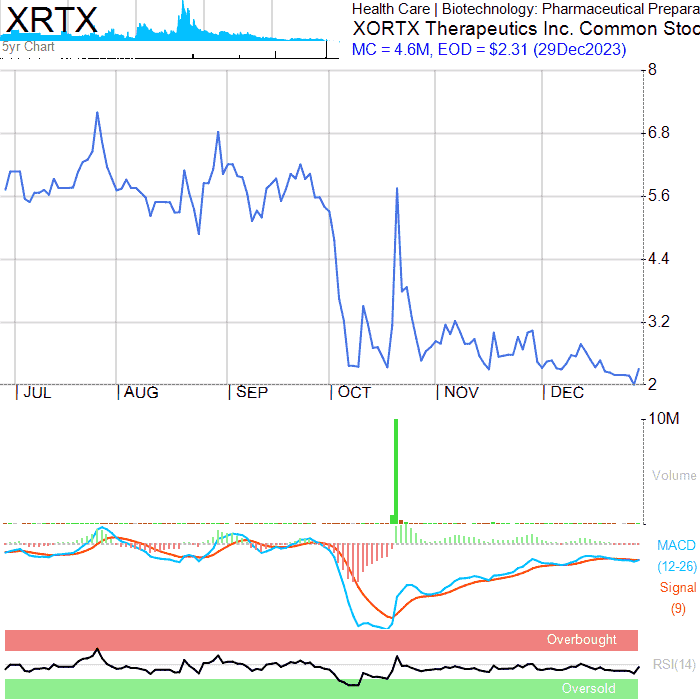 XRTX
5yr Chart
Health Care | Biotechnology: Pharmaceutical Prepara
XORTX Therapeutics Inc. Common Stoc
MC = 4.6M, EOD = $2.31 (29Dec2023)
8
6.8
5.6
4.4
3.2
2
JUL AUG SEP OCT NOV DEC
10M
Volume
MACD
(12-26)
Signal
(9)
Overbought
RSI(14)
Oversold